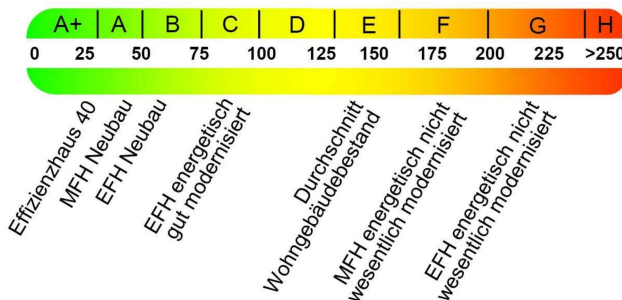 A+ A B C D E F G H
0 25 50 75 100 125 150 175 200 225 >250
Effizienzhaus 40
MFH Neubau
EFH Neubau
EFH energetisch
gut modernisiert
Durchschnitt
Wohngebäudebestand
MFH energetisch nicht
wesentlich modernisiert
EFH energetisch nicht
wesentlich modernisiert